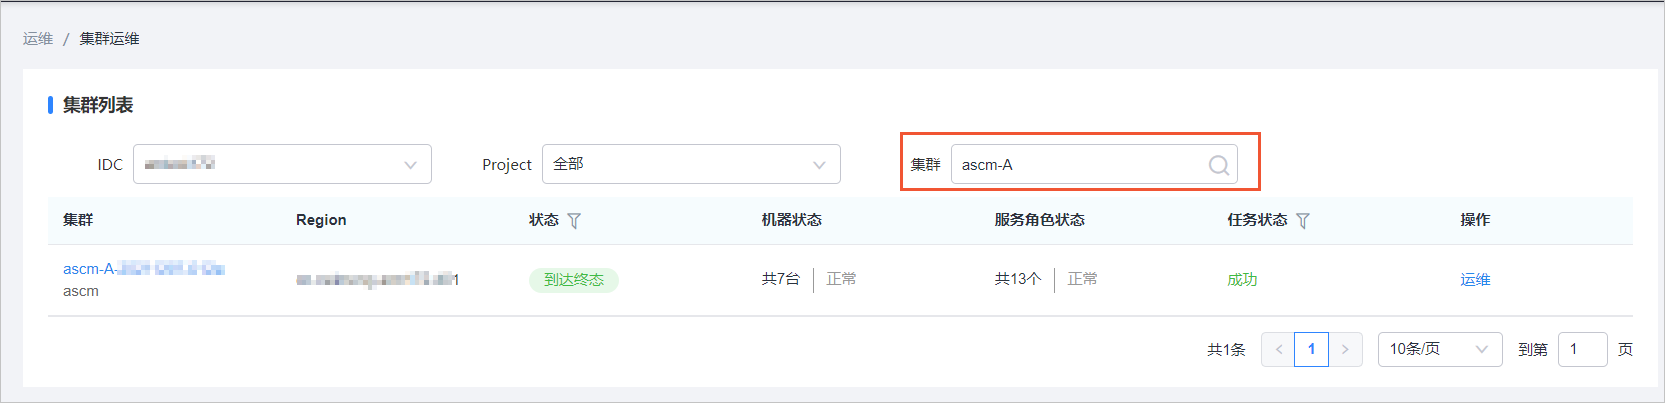 运维 / 集群运维
集群列表
IDC Project 全部 集群 ascm-A
集群 Region 状态 机器状态 服务角色状态 任务状态 操作
ascm-A- 到达终态 共7台 正常 共13个 正常 成功 运维
ascm
共1条 < 1 > 10条/页 到第 1 页